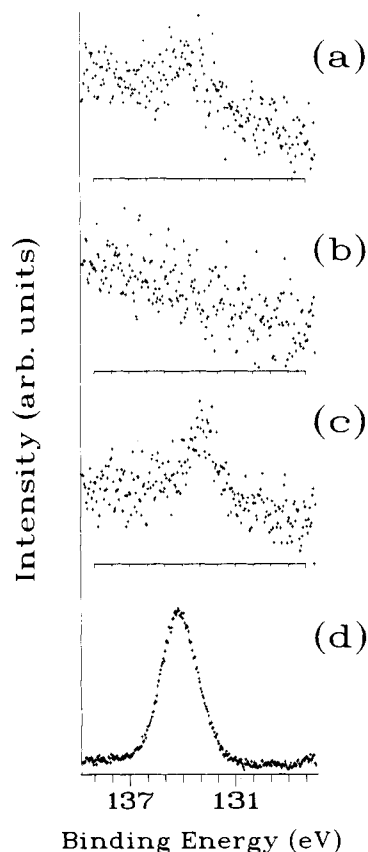 (a)
(b)
(c)
(d)
Intensity (arb. units)
137 131
Binding Energy (eV)